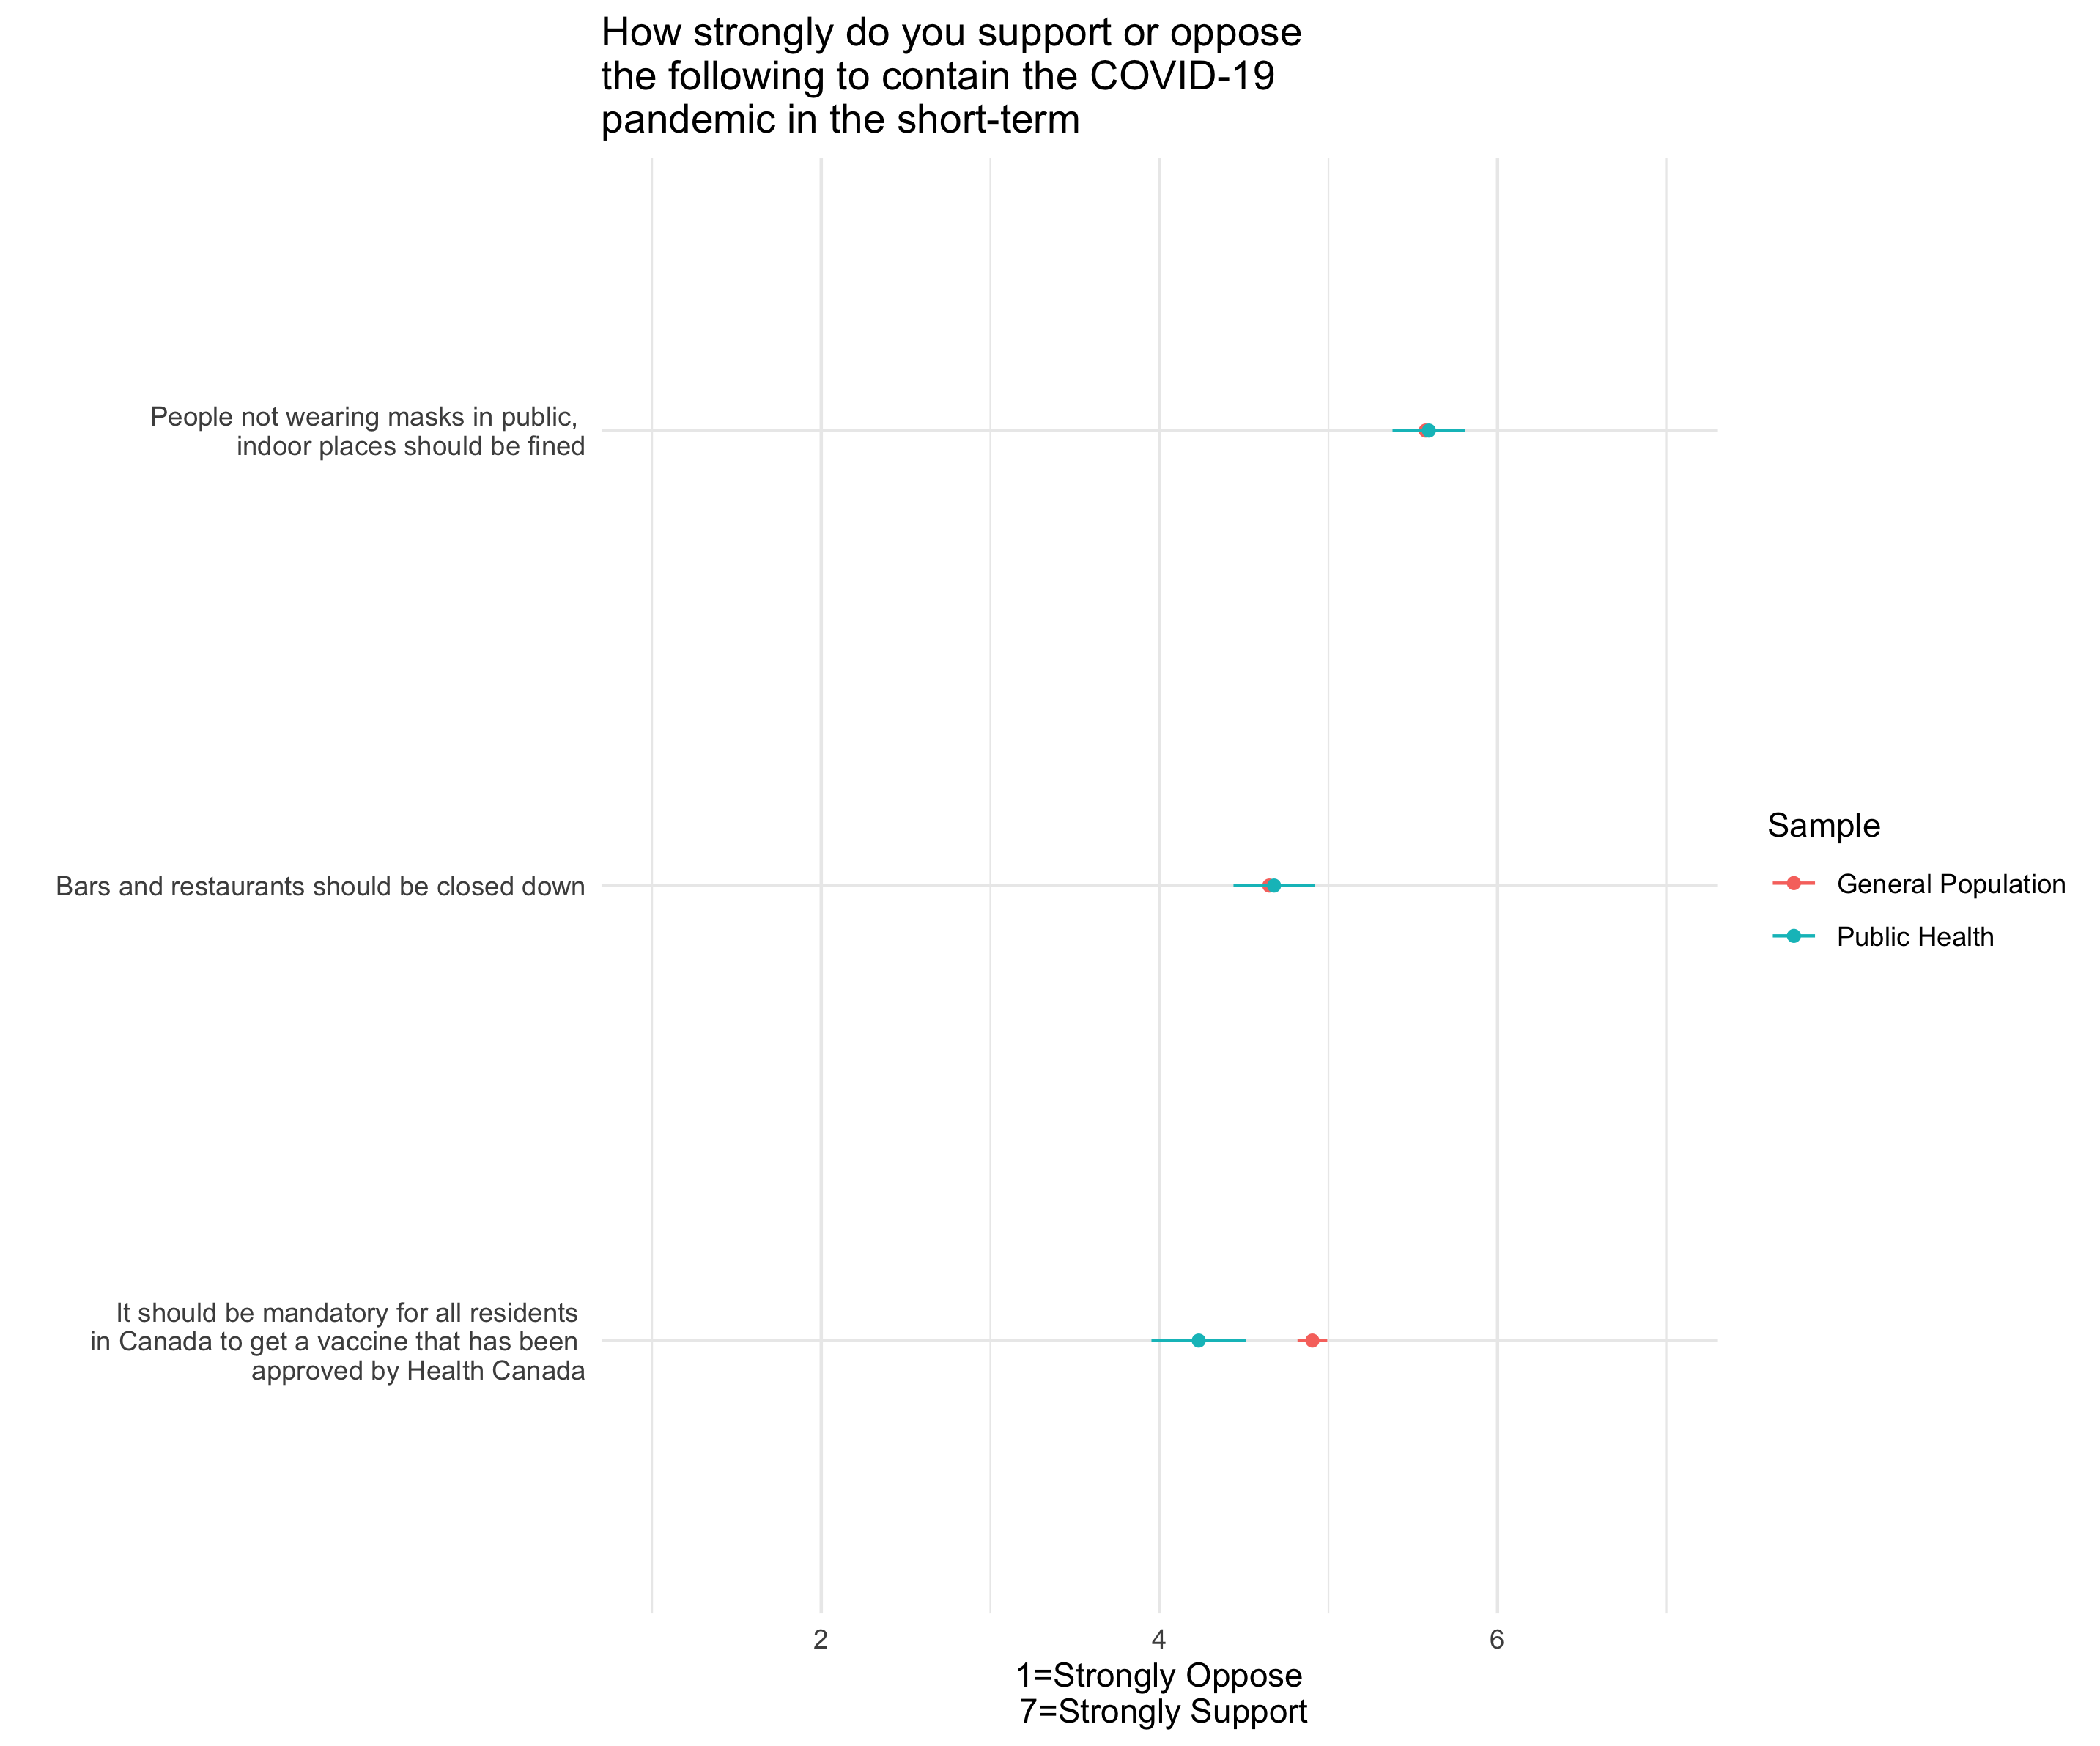 How strongly do you support or oppose
the following to contain the COVID-19
pandemic in the short-term
People not wearing masks in public,
indoor places should be fined
Bars and restaurants should be closed down
It should be mandatory for all residents
in Canada to get a vaccine that has been
approved by Health Canada
Sample
General Population
Public Health
2
4
6
1=Strongly Oppose
7=Strongly Support